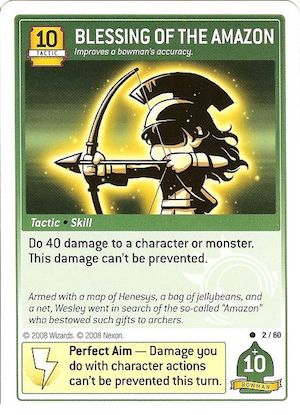 10
TACTIC
BLESSING OF THE AMAZON
Improves a bowman's accuracy.
Tactic • Skill
Do 40 damage to a character or monster.
This damage can't be prevented.
Armed with a map of Henesys, a bag of jellybeans, and
a net, Wesley went in search of the so-called "Amazon"
who bestowed such gifts to archers.
© 2008 Wizards. © 2008 Nexon.
● 2 / 60
Perfect Aim — Damage you
do with character actions
can't be prevented this turn.
+
10
BOWMAN